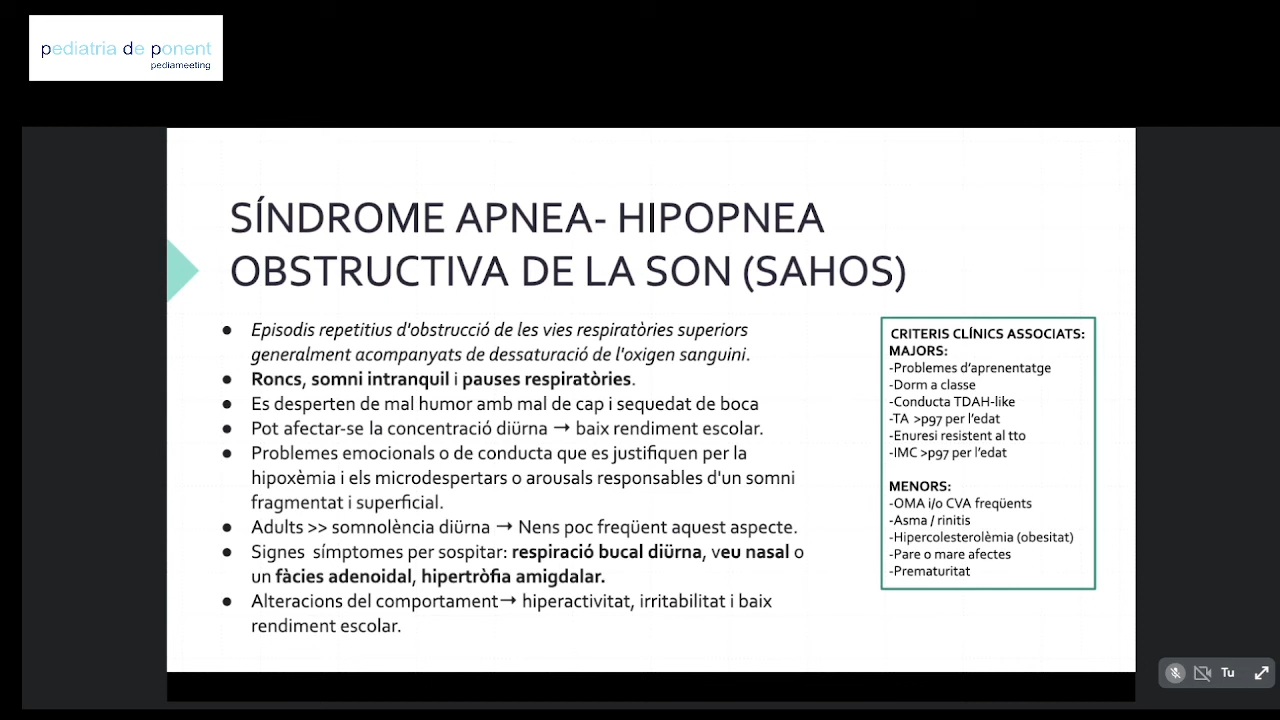 pediatria de ponent
pediameeting
SÍNDROME APNEA- HIPOPNEA
OBSTRUCTIVA DE LA SON (SAHOS)
● Episodis repetitius d'obstrucció de les vies respiratòries superiors
generalment acompanyats de dessaturació de l'oxigen sanguini.
● Roncs, somni intranquil i pauses respiratòries.
● Es desperten de mal humor amb mal de cap i sequedat de boca
● Pot afectar-se la concentració diürna → baix rendiment escolar.
● Problemes emocionals o de conducta que es justifiquen per la
hipoxèmia i els microdespertars o arousals responsables d'un somni
fragmentat i superficial.
● Adults >> somnolència diürna → Nens poc freqüent aquest aspecte.
● Signes símptomes per sospitar: respiració bucal diürna, veu nasal o
un fàcies adenoidal, hipertròfia amigdalar.
● Alteracions del comportament→ hiperactivitat, irritabilitat i baix
rendiment escolar.
CRITERIS CLÍNICS ASSOCIATS:
MAJORS:
-Problemes d'aprenentatge
-Dorm a classe
-Conducta TDAH-like
-TA >p97 per l'edat
-Enuresi resistent al tto
-IMC >p97 per l'edat
MENORS:
-OMA i/o CVA freqüents
-Asma / rinitis
-Hipercolesterolèmia (obesitat)
-Pare o mare afectes
-Prematuritat
Tu